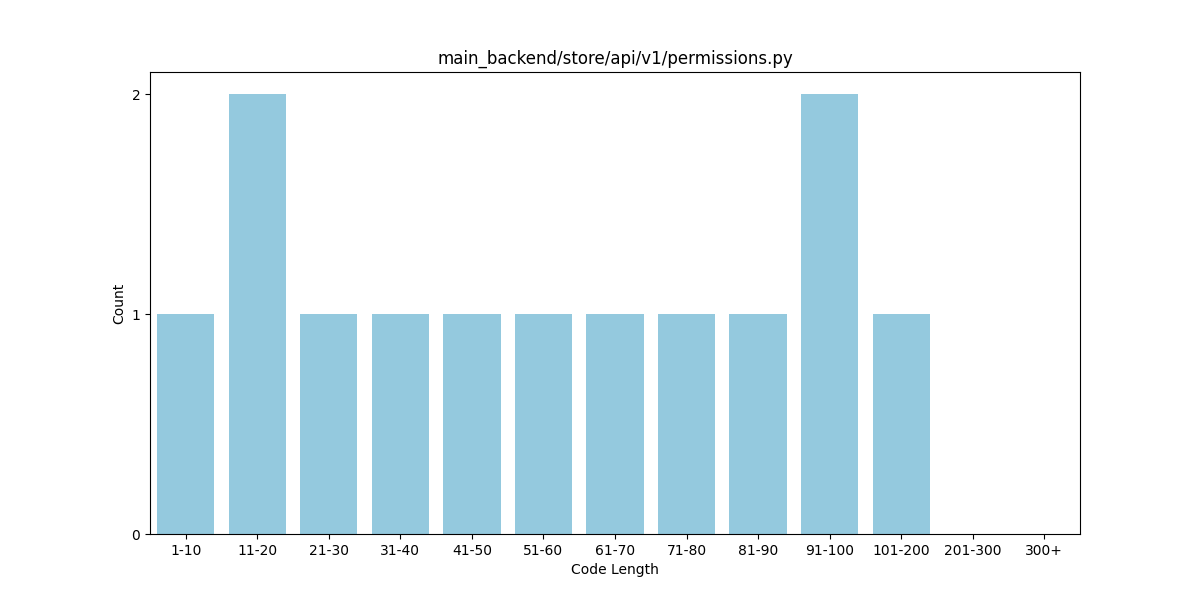 main_backend/store/api/v1/permissions.py
Count
2
1
0
1-10 11-20 21-30 31-40 41-50 51-60 61-70 71-80 81-90 91-100 101-200 201-300 300+
Code Length